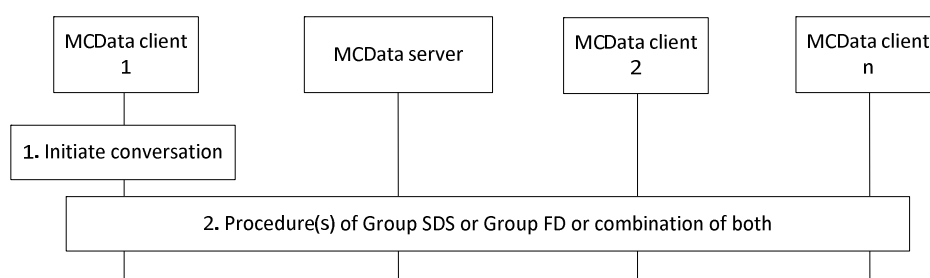 MCData client
1
MCData server
MCData client
2
MCData client
n
1. Initiate conversation
2. Procedure(s) of Group SDS or Group FD or combination of both